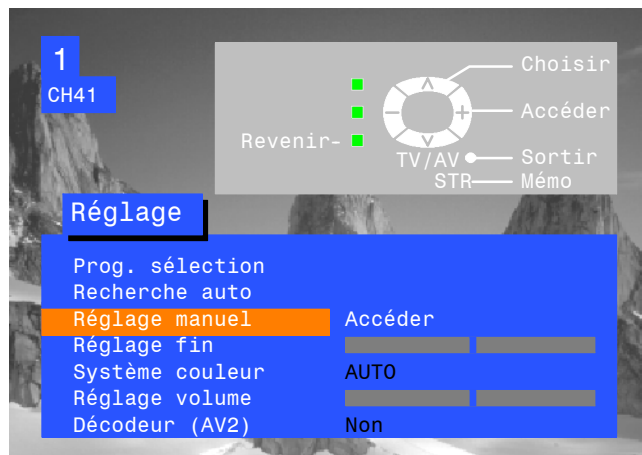 1
CH41
Choisir
Accéder
Revenir-
TV/AV
Sortir
STR
Mémo
Réglage
Prog. sélection
Recherche auto
Réglage manuel Accéder
Réglage fin
Système couleur AUTO
Réglage volume
Décodeur (AV2) Non